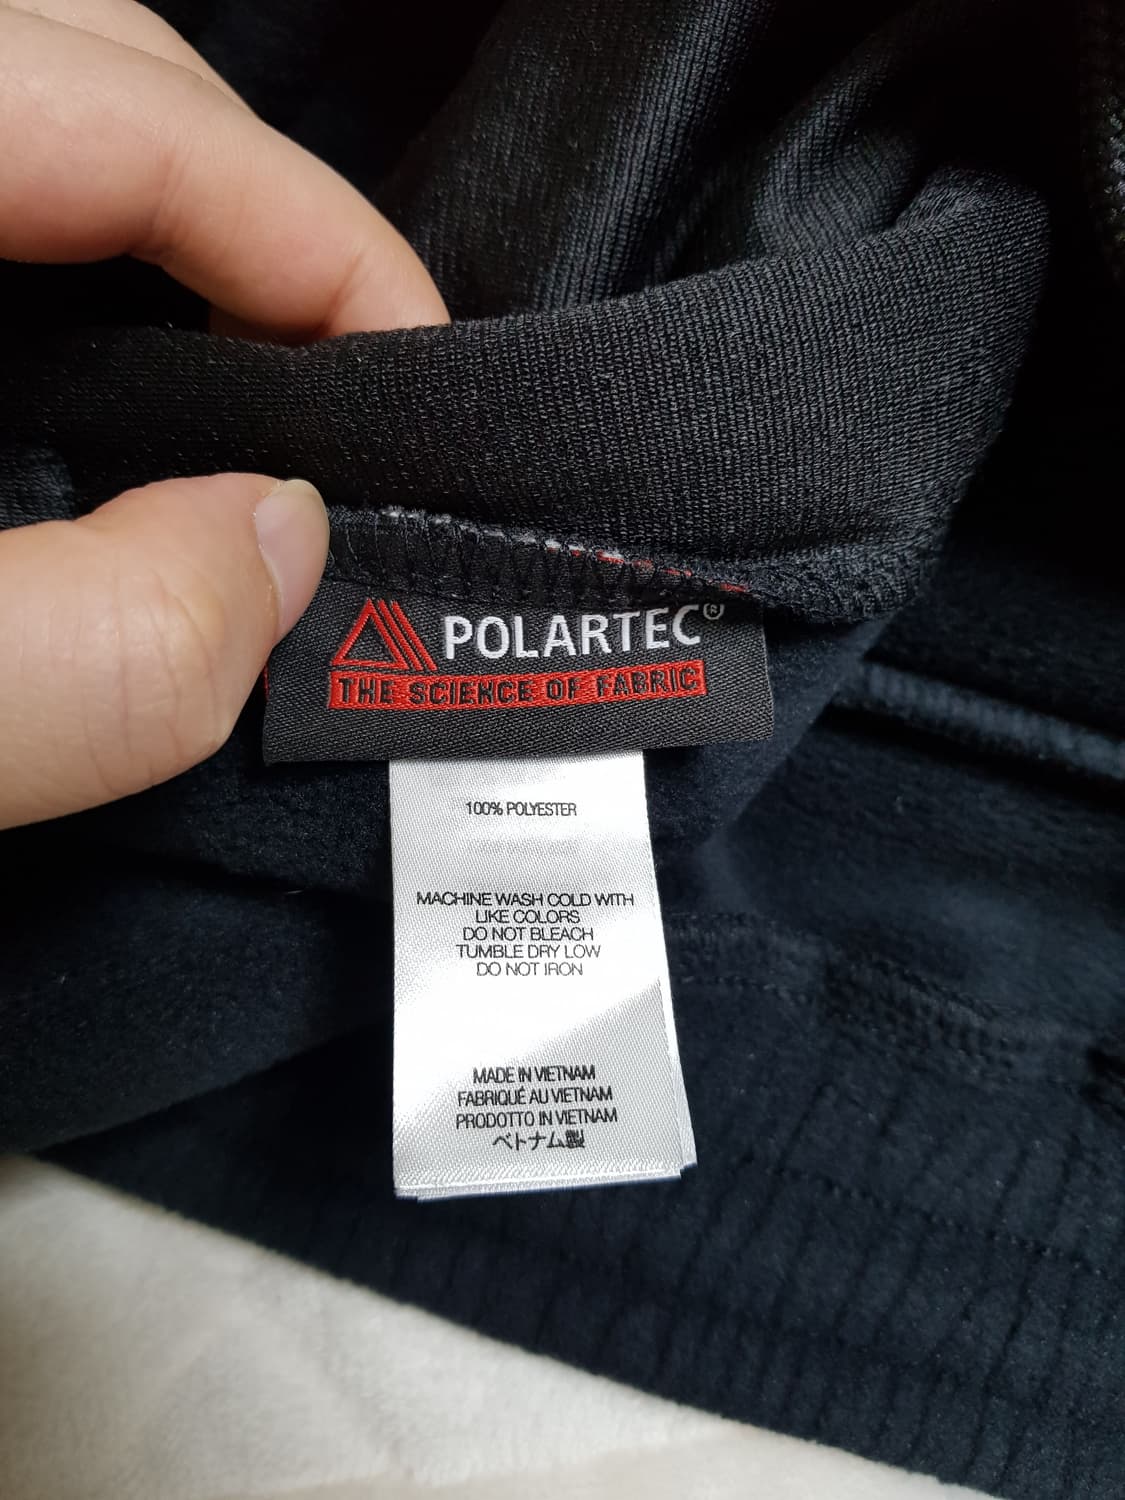 POLARTEC®
THE SCIENCE OF FABRIC
100% POLYESTER
MACHINE WASH COLD WITH
LIKE COLORS
DO NOT BLEACH
TUMBLE DRY LOW
DO NOT IRON
MADE IN VIETNAM
FABRIQUÉ AU VIETNAM
PRODOTTO IN VIETNAM
ベトナム製